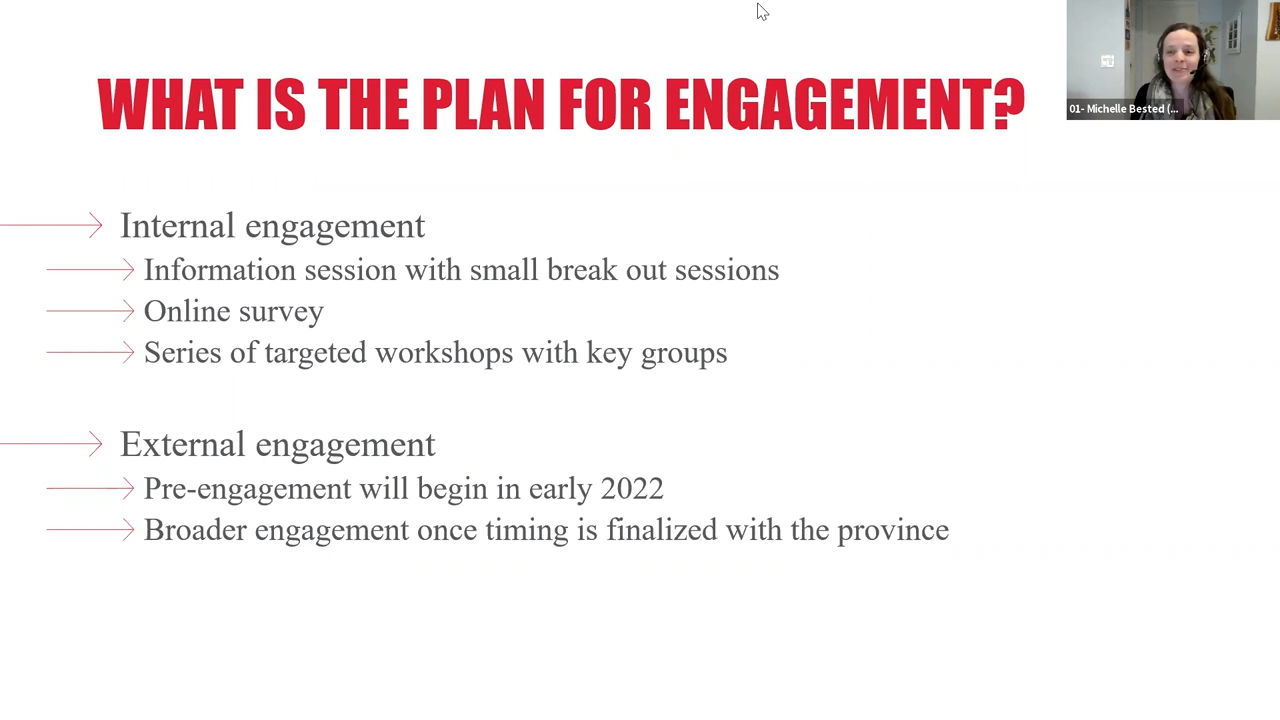 WHAT IS THE PLAN FOR ENGAGEMENT?
01- Michelle Bested (...
Internal engagement
Information session with small break out sessions
Online survey
Series of targeted workshops with key groups
External engagement
Pre-engagement will begin in early 2022
Broader engagement once timing is finalized with the province